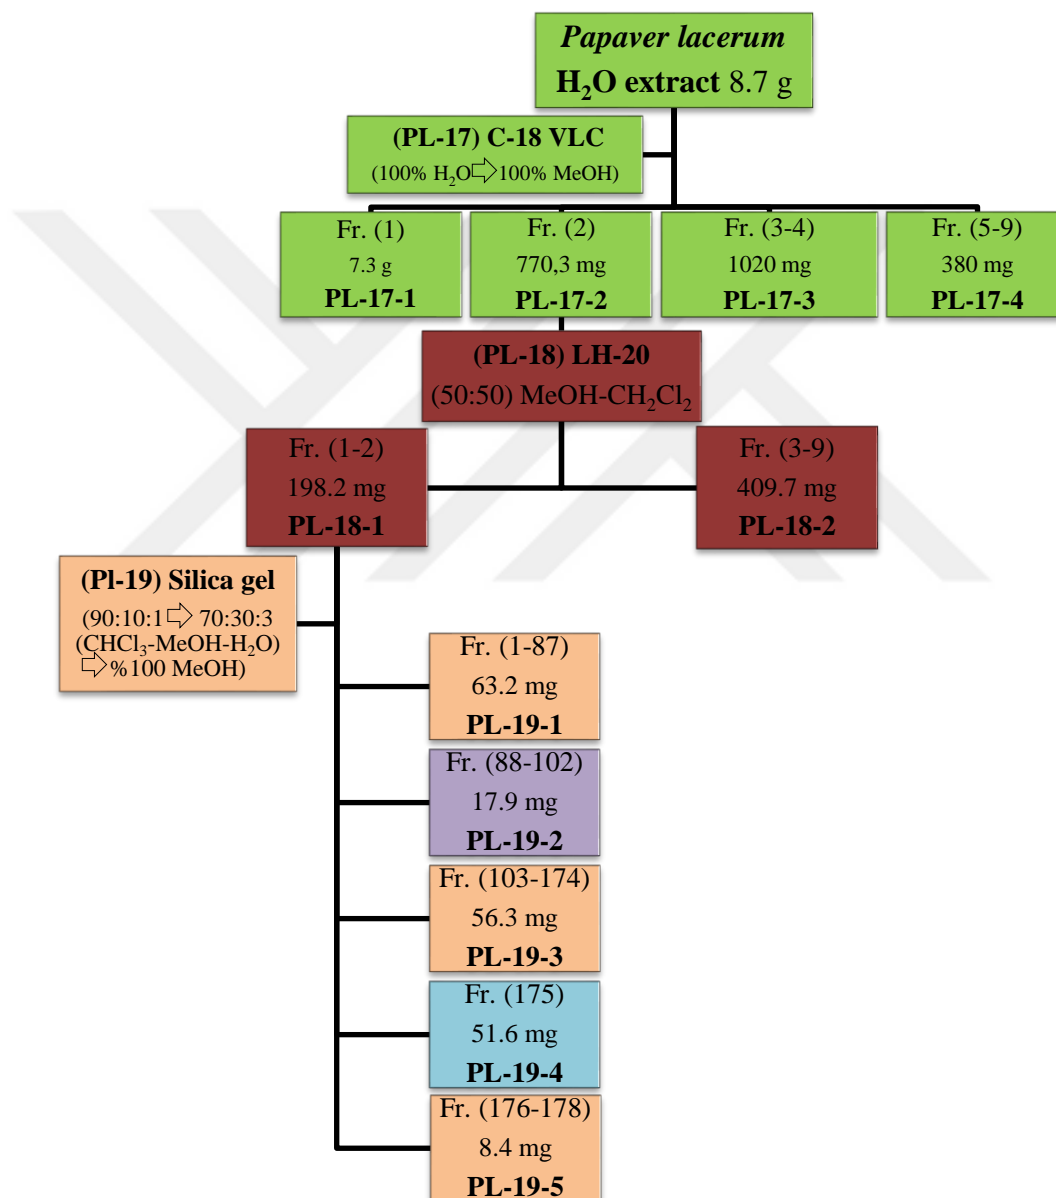 Papaver lacerum
H₂O extract 8.7 g
(PL-17) C-18 VLC
(100% H₂O⇨100% MeOH)
Fr. (1)
7.3 g
PL-17-1
Fr. (2)
770,3 mg
PL-17-2
Fr. (3-4)
1020 mg
PL-17-3
Fr. (5-9)
380 mg
PL-17-4
(PL-18) LH-20
(50:50) MeOH-CH₂Cl₂
Fr. (1-2)
198.2 mg
PL-18-1
Fr. (3-9)
409.7 mg
PL-18-2
(Pl-19) Silica gel
(90:10:1⇨ 70:30:3
(CHCl₃-MeOH-H₂O)
⇨%100 MeOH)
Fr. (1-87)
63.2 mg
PL-19-1
Fr. (88-102)
17.9 mg
PL-19-2
Fr. (103-174)
56.3 mg
PL-19-3
Fr. (175)
51.6 mg
PL-19-4
Fr. (176-178)
8.4 mg
PL-19-5